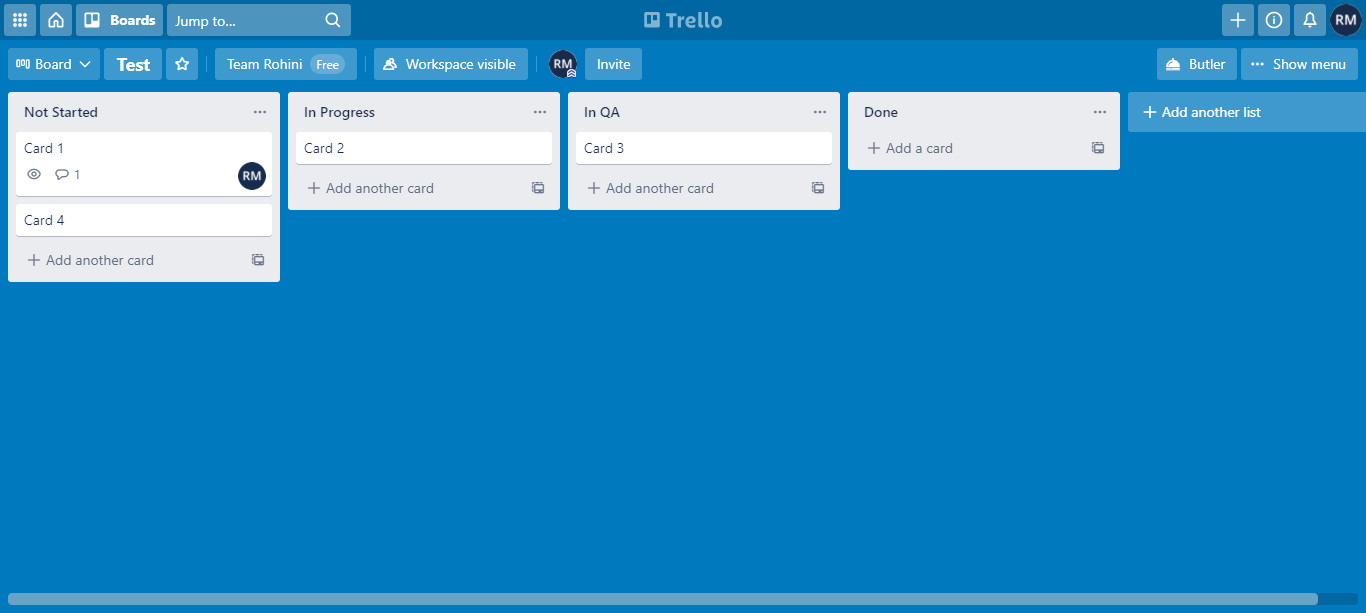 Boards Jump to... Trello RM
Board Test Team Rohini Free Workspace visible RM Invite Butler ... Show menu
Not Started ...
Card 1
1 RM
Card 4
+ Add another card
In Progress ...
Card 2
+ Add another card
In QA ...
Card 3
+ Add another card
Done ...
+ Add a card
+ Add another list